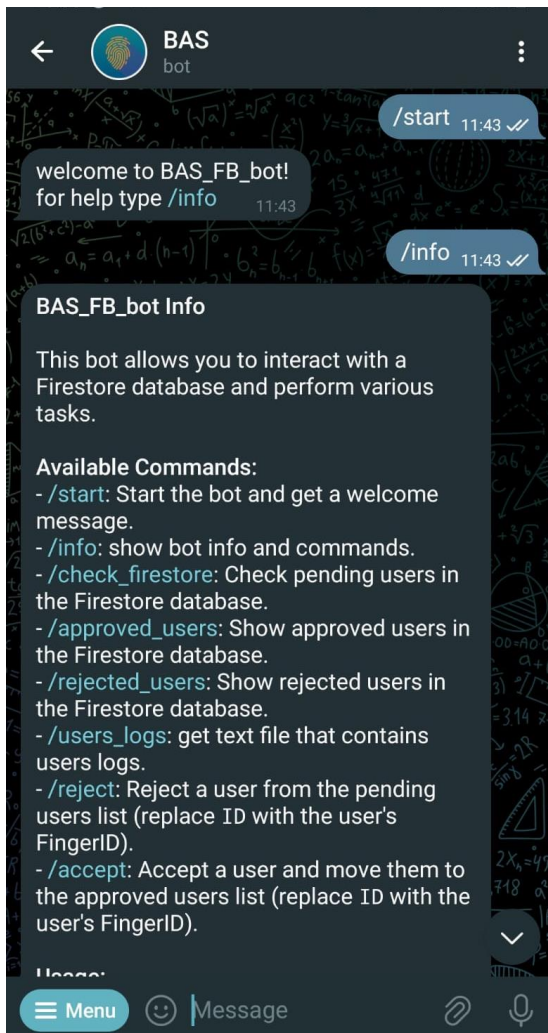 BAS
bot
/start 11:43
welcome to BAS_FB_bot!
for help type /info 11:43
/info 11:43
BAS_FB_bot Info
This bot allows you to interact with a
Firestore database and perform various
tasks.
Available Commands:
- /start: Start the bot and get a welcome
message.
- /info: show bot info and commands.
- /check_firestore: Check pending users in
the Firestore database.
- /approved_users: Show approved users in
the Firestore database.
- /rejected_users: Show rejected users in
the Firestore database.
- /users_logs: get text file that contains
users logs.
- /reject: Reject a user from the pending
users list (replace ID with the user's
FingerID).
- /accept: Accept a user and move them to
the approved users list (replace ID with the
user's FingerID).
Usage:
Menu
Message